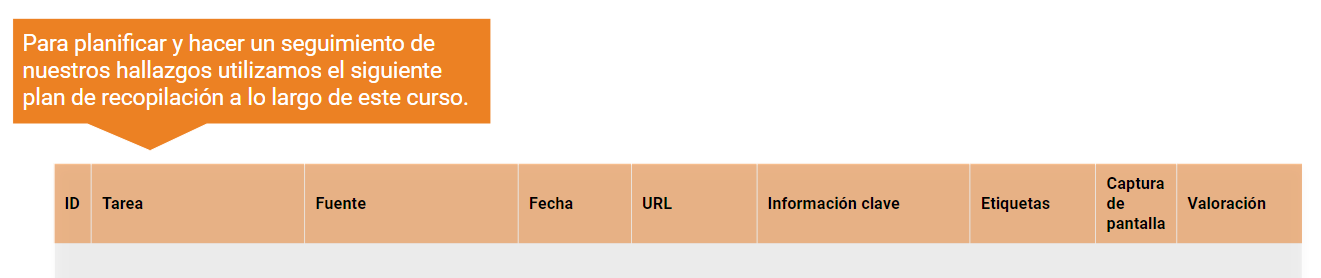 Para planificar y hacer un seguimiento de
nuestros hallazgos utilizamos el siguiente
plan de recopilación a lo largo de este curso.
ID Tarea Fuente Fecha URL Información clave Etiquetas Captura de pantalla Valoración